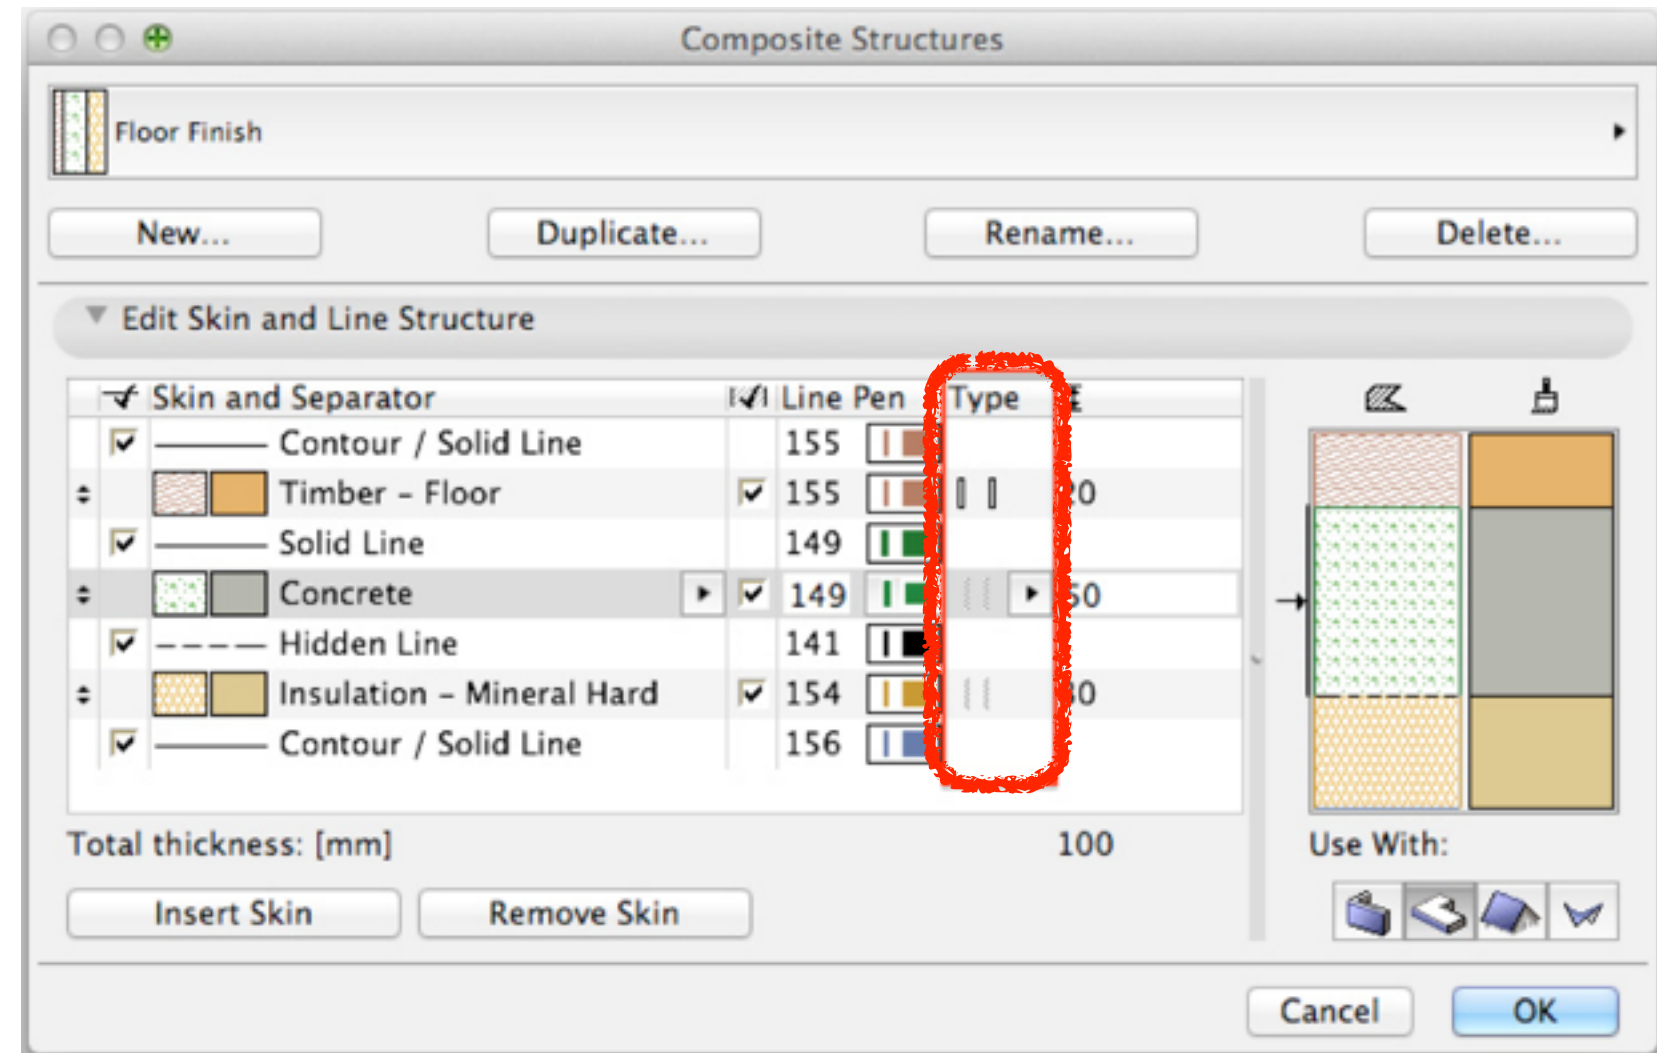 Composite Structures
Floor Finish
New... Duplicate... Rename... Delete...
Edit Skin and Line Structure
Skin and Separator Line Pen Type
Contour / Solid Line 155
Timber – Floor 155
Solid Line 149
Concrete 149
Hidden Line 141
Insulation – Mineral Hard 154
Contour / Solid Line 156
Total thickness: [mm] 100
Use With:
Insert Skin Remove Skin
Cancel OK